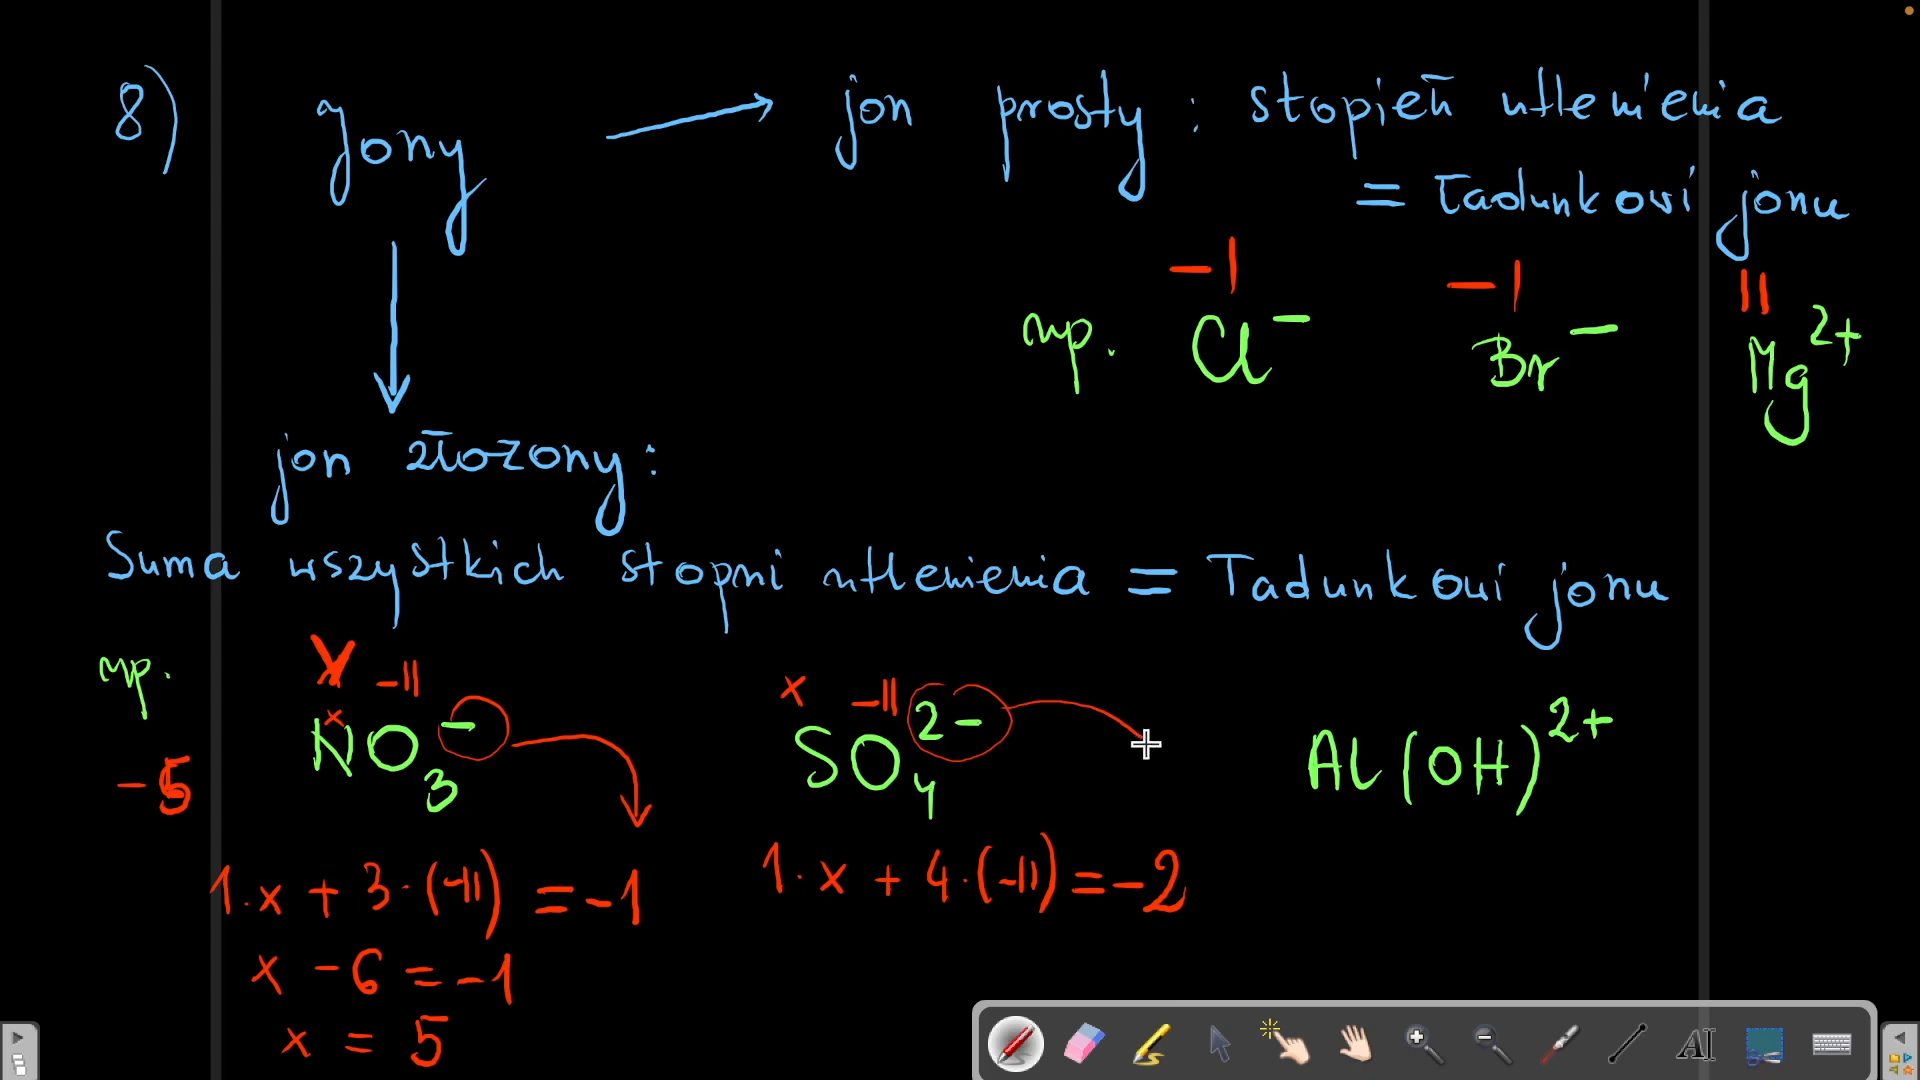 8) Jony → jon prosty : stopień utlenienia
= ładunkowi jonu
-I -I II
np. Cl⁻ Br⁻ Mg²⁺
jon złożony:
Suma wszystkich stopni utlenienia = ładunkowi jonu
V -II x -II
np. x
NO₃⁻ SO₄²⁻ Al(OH)²⁺
-5
1·x + 3·(-II) = -1 1·x + 4·(-II) = -2
x - 6 = -1
x = 5
AI